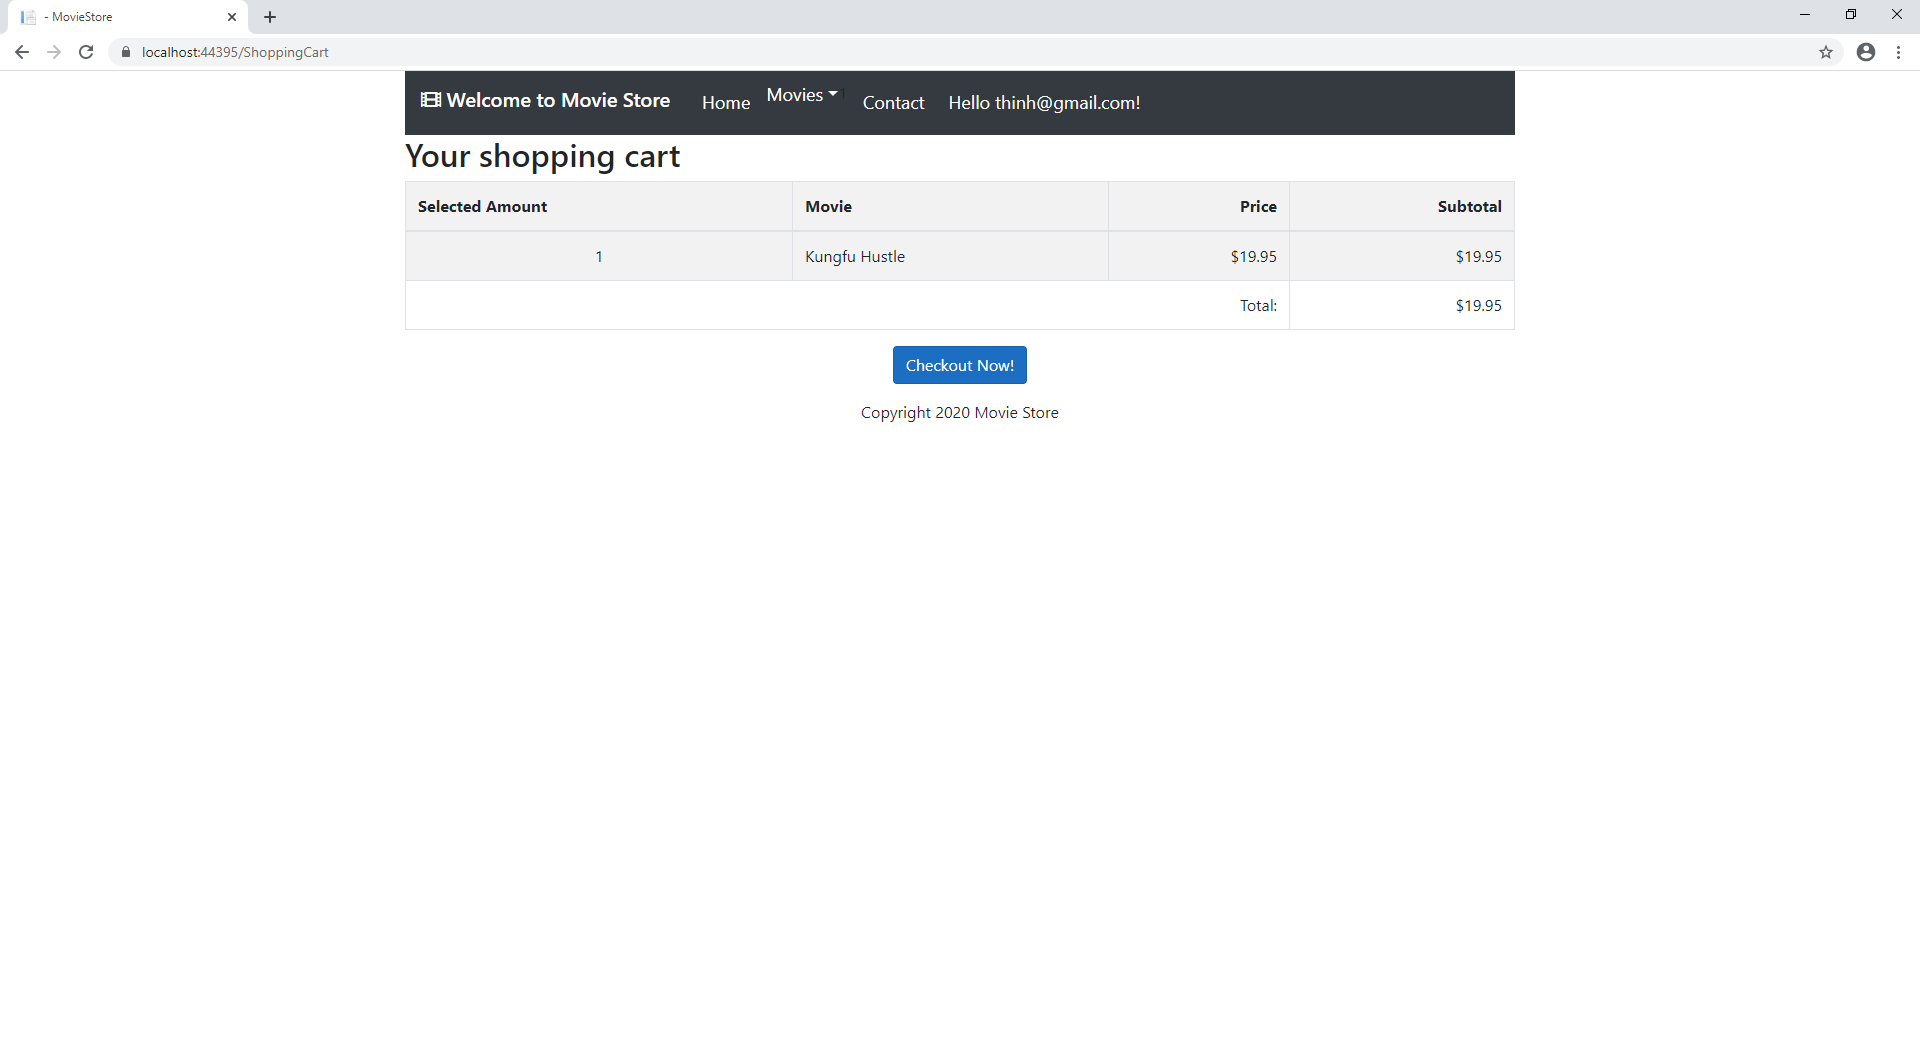 - MovieStore
localhost:44395/ShoppingCart
Welcome to Movie Store Home Movies 1 Contact Hello thinh@gmail.com!
Your shopping cart
Selected Amount Movie Price Subtotal
1 Kungfu Hustle $19.95 $19.95
Total: $19.95
Checkout Now!
Copyright 2020 Movie Store